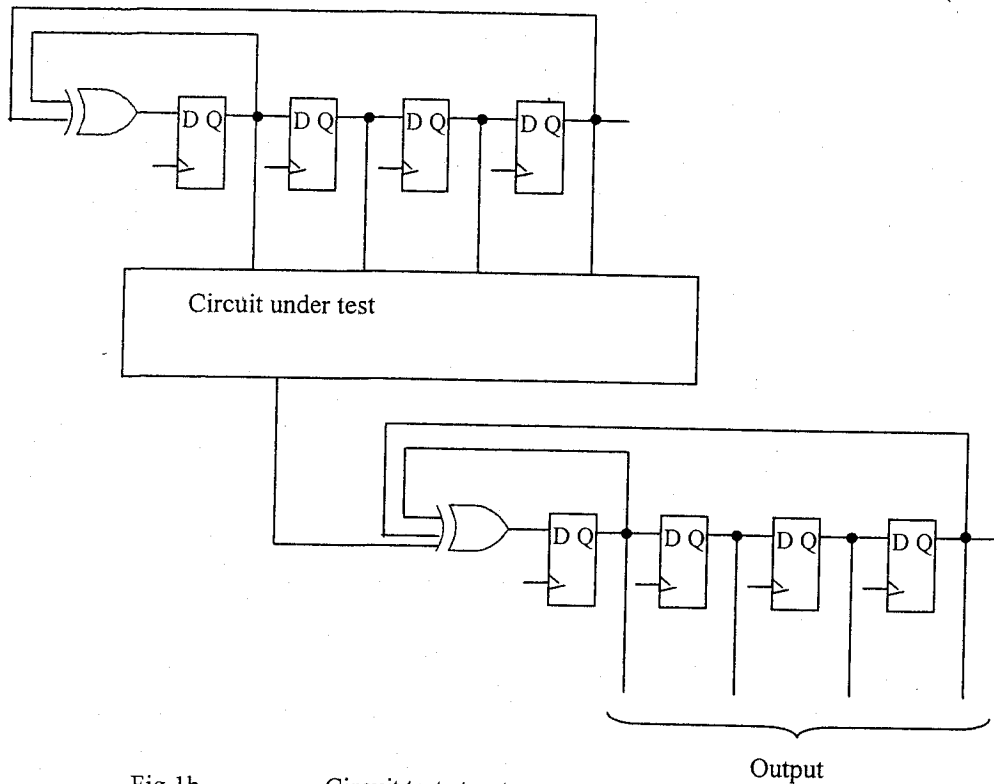 D Q D Q D Q D Q
Circuit under test
D Q D Q D Q D Q
Output
Fig 1b